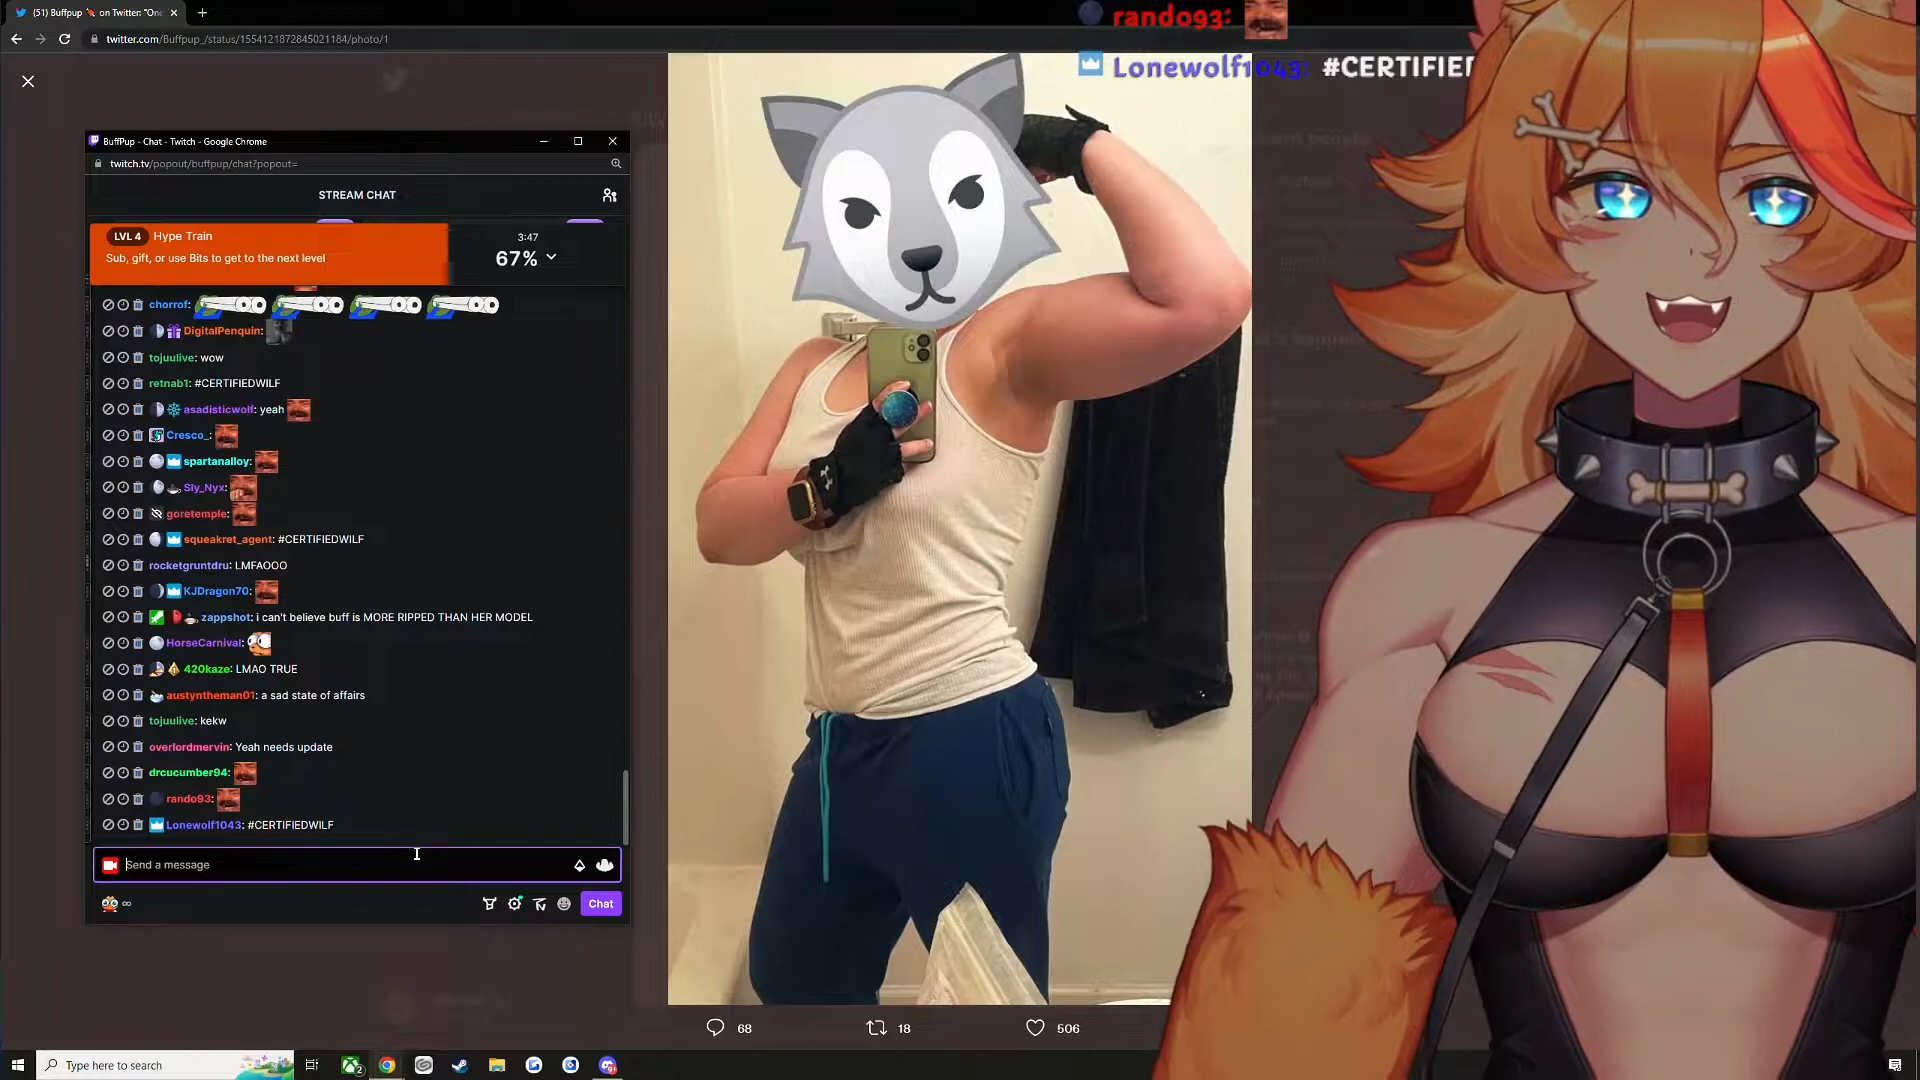 (51) Buffpup on Twitter: "One
twitter.com/Buffpup_/status/1554121872845021184/photo/1
rando93:
Lonewolf1043: #CERTIFIED
BuffPup - Chat - Twitch - Google Chrome
twitch.tv/popout/buffpup/chat?popout=
STREAM CHAT
LVL 4 Hype Train
Sub, gift, or use Bits to get to the next level
3:47
67%
chorrof:
DigitalPenquin:
tojuulive: wow
retnab1: #CERTIFIEDWILF
asadisticwolf: yeah
Cresco_:
spartanalloy:
Sly_Nyx:
goretemple:
squeakret_agent: #CERTIFIEDWILF
rocketgruntdru: LMFAOOO
KJDragon70:
zappshot: i can't believe buff is MORE RIPPED THAN HER MODEL
HorseCarnival:
420kaze: LMAO TRUE
austyntheman01: a sad state of affairs
tojuulive: kekw
overlordmervin: Yeah needs update
drcucumber94:
rando93:
Lonewolf1043: #CERTIFIEDWILF
Send a message
∞
Chat
68
18
506
Type here to search
2
9+